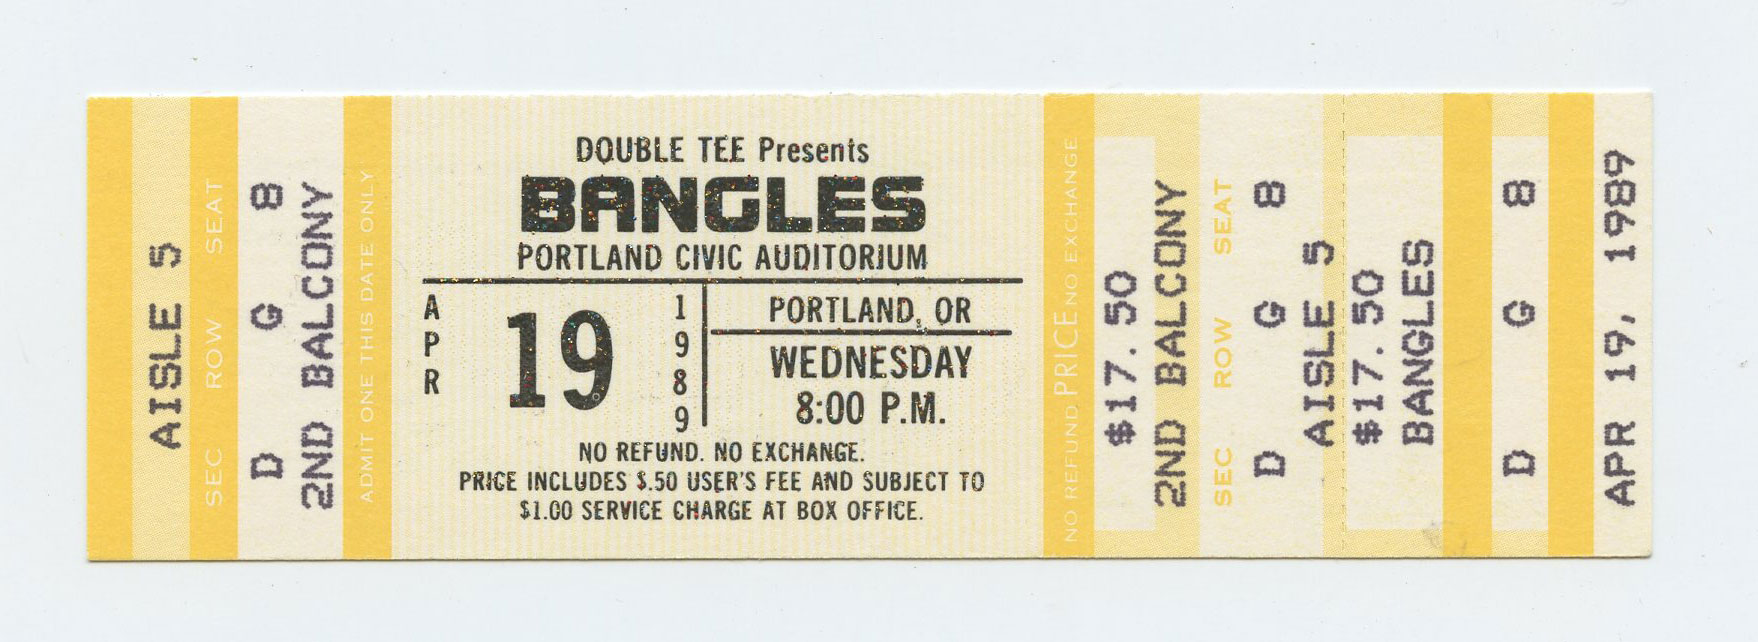 AISLE 5
SEC ROW SEAT
D G 8
2ND BALCONY
ADMIT ONE THIS DATE ONLY
DOUBLE TEE Presents
BANGLES
PORTLAND CIVIC AUDITORIUM
APR
19
1989
PORTLAND, OR
WEDNESDAY
8:00 P.M.
NO REFUND. NO EXCHANGE.
PRICE INCLUDES $.50 USER'S FEE AND SUBJECT TO
$1.00 SERVICE CHARGE AT BOX OFFICE.
NO REFUND PRICE NO EXCHANGE
$17.50
2ND BALCONY
SEC ROW SEAT
D G 8
AISLE 5
$17.50
BANGLES
D G 8
APR 19, 1989